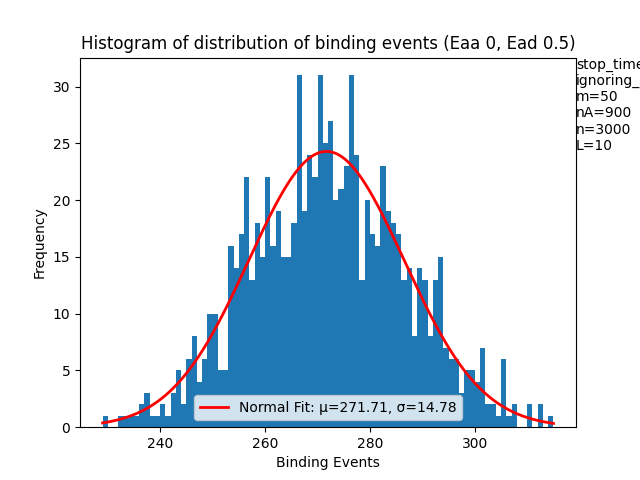 Histogram of distribution of binding events (Eaa 0, Ead 0.5)
stop_time
ignoring_
m=50
nA=900
n=3000
L=10
30
25
20
15
10
5
0
Frequency
Normal Fit: μ=271.71, σ=14.78
240 260 280 300
Binding Events